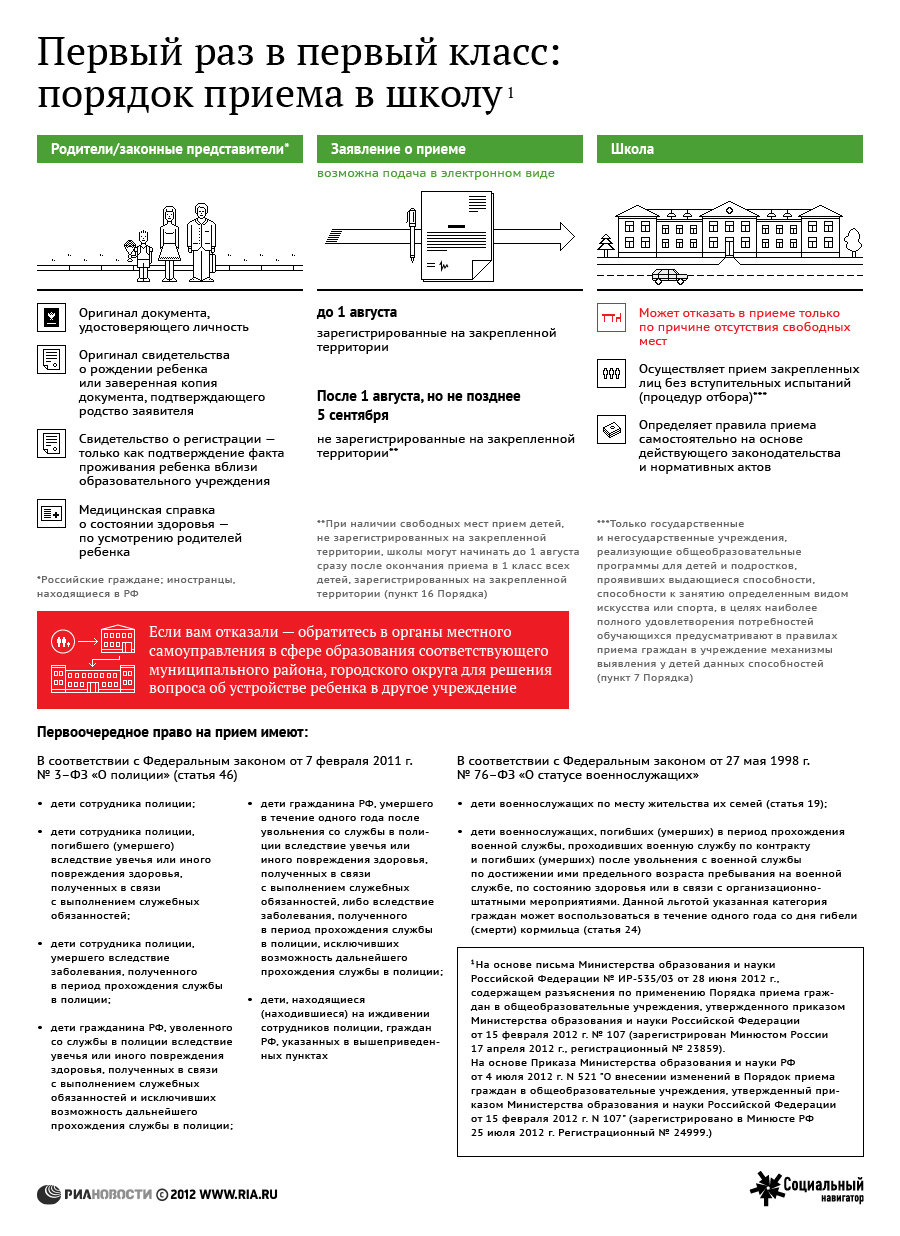 Первый раз в первый класс:
порядок приема в школу 1
Родители/законные представители*
Оригинал документа,
удостоверяющего личность
Оригинал свидетельства
о рождении ребенка
или заверенная копия
документа, подтверждающего
родство заявителя
Свидетельство о регистрации —
только как подтверждение факта
проживания ребенка вблизи
образовательного учреждения
Медицинская справка
о состоянии здоровья —
по усмотрению родителей
ребенка
*Российские граждане; иностранцы,
находящиеся в РФ
Заявление о приеме
возможна подача в электронном виде
до 1 августа
зарегистрированные на закрепленной
территории
После 1 августа, но не позднее
5 сентября
не зарегистрированные на закрепленной
территории**
**При наличии свободных мест прием детей,
не зарегистрированных на закрепленной
территории, школы могут начинать до 1 августа
сразу после окончания приема в 1 класс всех
детей, зарегистрированных на закрепленной
территории (пункт 16 Порядка)
Школа
Может отказать в приеме только
по причине отсутствия свободных
мест
Осуществляет прием закрепленных
лиц без вступительных испытаний
(процедур отбора)***
Определяет правила приема
самостоятельно на основе
действующего законодательства
и нормативных актов
***Только государственные
и негосударственные учреждения,
реализующие общеобразовательные
программы для детей и подростков,
проявивших выдающиеся способности,
способности к занятию определенным видом
искусства или спорта, в целях наиболее
полного удовлетворения потребностей
обучающихся предусматривают в правилах
приема граждан в учреждение механизмы
выявления у детей данных способностей
(пункт 7 Порядка)
Если вам отказали — обратитесь в органы местного
самоуправления в сфере образования соответствующего
муниципального района, городского округа для решения
вопроса об устройстве ребенка в другое учреждение
Первоочередное право на прием имеют:
В соответствии с Федеральным законом от 7 февраля 2011 г.
№ 3–ФЗ «О полиции» (статья 46)
• дети сотрудника полиции;
• дети сотрудника полиции,
погибшего (умершего)
вследствие увечья или иного
повреждения здоровья,
полученных в связи
с выполнением служебных
обязанностей;
• дети сотрудника полиции,
умершего вследствие
заболевания, полученного
в период прохождения службы
в полиции;
• дети гражданина РФ, уволенного
со службы в полиции вследствие
увечья или иного повреждения
здоровья, полученных в связи
с выполнением служебных
обязанностей и исключивших
возможность дальнейшего
прохождения службы в полиции;
• дети гражданина РФ, умершего
в течение одного года после
увольнения со службы в поли-
ции вследствие увечья или
иного повреждения здоровья,
полученных в связи
с выполнением служебных
обязанностей, либо вследствие
заболевания, полученного
в период прохождения службы
в полиции, исключивших
возможность дальнейшего
прохождения службы в полиции;
• дети, находящиеся
(находившиеся) на иждивении
сотрудников полиции, граждан
РФ, указанных в вышеприведен-
ных пунктах
В соответствии с Федеральным законом от 27 мая 1998 г.
№ 76–ФЗ «О статусе военнослужащих»
• дети военнослужащих по месту жительства их семей (статья 19);
• дети военнослужащих, погибших (умерших) в период прохождения
военной службы, проходивших военную службу по контракту
и погибших (умерших) после увольнения с военной службы
по достижении ими предельного возраста пребывания на военной
службе, по состоянию здоровья или в связи с организационно-
штатными мероприятиями. Данной льготой указанная категория
граждан может воспользоваться в течение одного года со дня гибели
(смерти) кормильца (статья 24)
1На основе письма Министерства образования и науки
Российской Федерации № ИР-535/03 от 28 июня 2012 г.,
содержащем разъяснения по применению Порядка приема граж-
дан в общеобразовательные учреждения, утвержденного приказом
Министерства образования и науки Российской Федерации
от 15 февраля 2012 г. № 107 (зарегистрирован Минюстом России
17 апреля 2012 г., регистрационный № 23859).
На основе Приказа Министерства образования и науки РФ
от 4 июля 2012 г. N 521 "О внесении изменений в Порядок приема
граждан в общеобразовательные учреждения, утвержденный при-
казом Министерства образования и науки Российской Федерации
от 15 февраля 2012 г. N 107" (зарегистрировано в Минюсте РФ
25 июля 2012 г. Регистрационный № 24999.)
РИАНОВОСТИ © 2012 WWW.RIA.RU
Социальный
навигатор